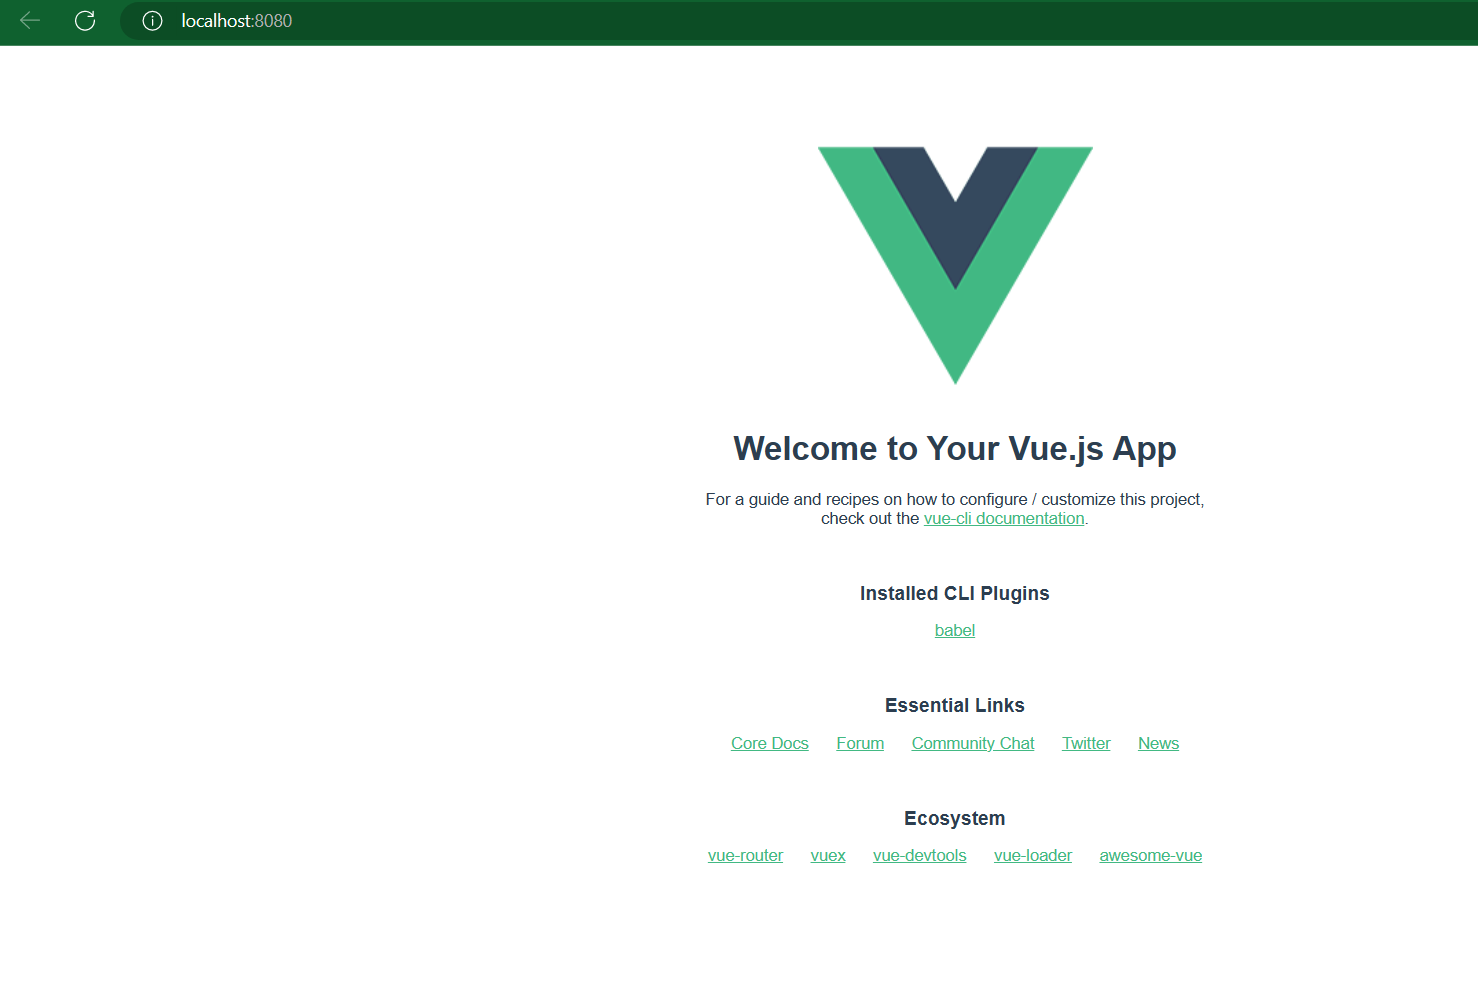 localhost:8080
Welcome to Your Vue.js App
For a guide and recipes on how to configure / customize this project,
check out the vue-cli documentation.
Installed CLI Plugins
babel
Essential Links
Core Docs Forum Community Chat Twitter News
Ecosystem
vue-router vuex vue-devtools vue-loader awesome-vue